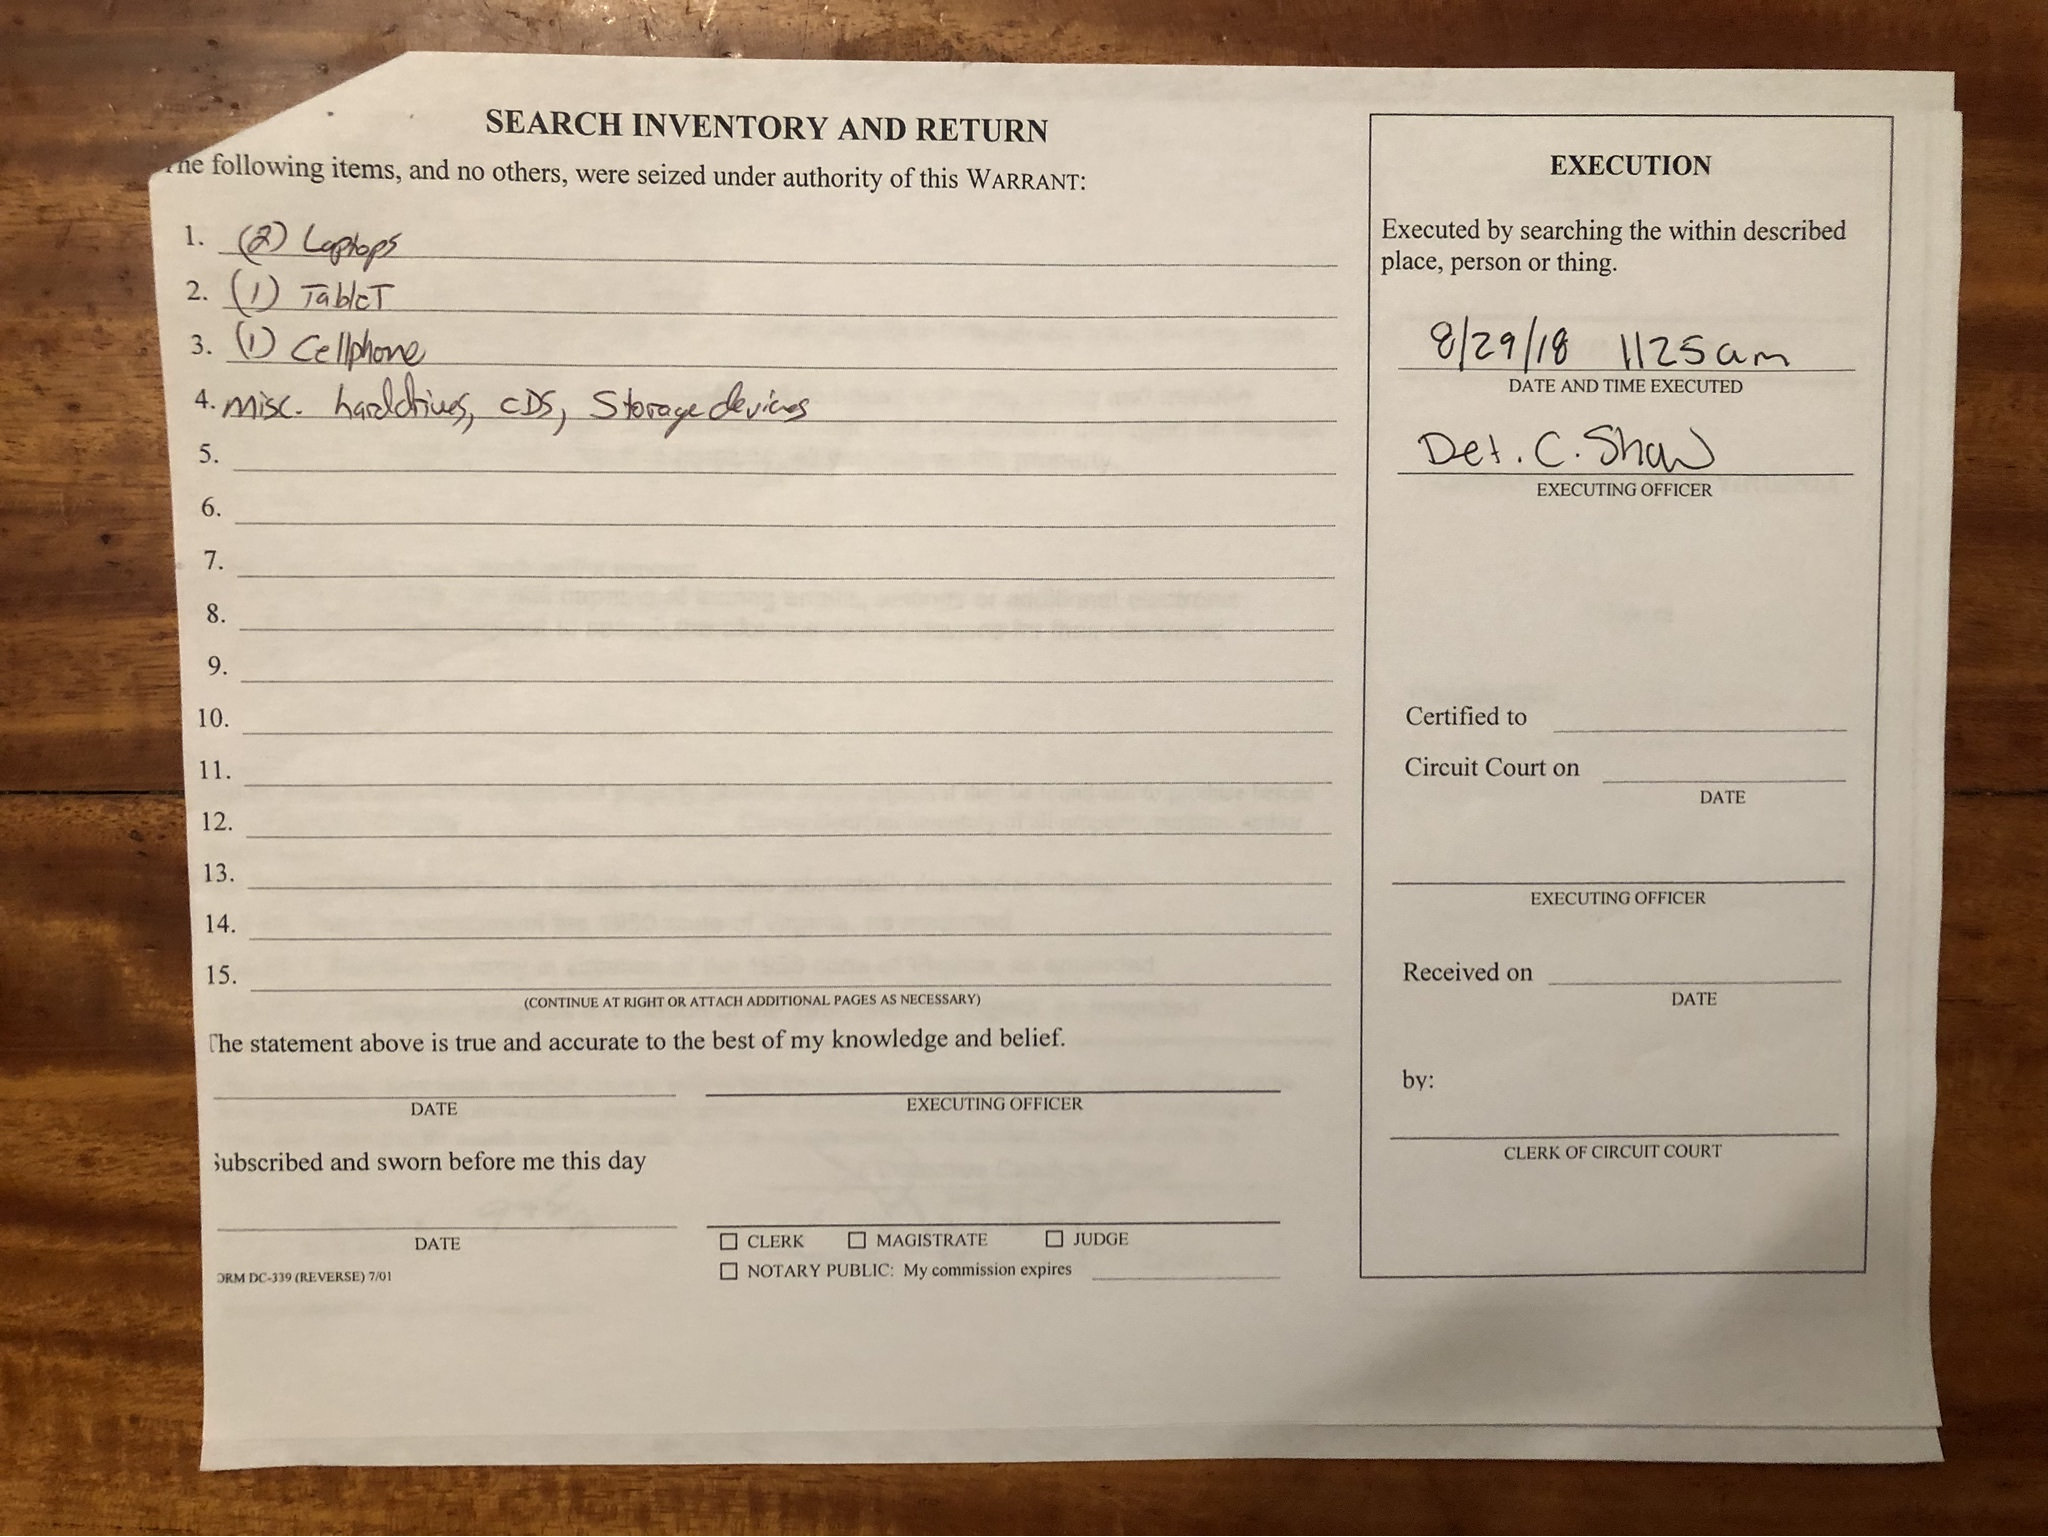 SEARCH INVENTORY AND RETURN
he following items, and no others, were seized under authority of this WARRANT:
1. (2) Laptops
2. (1) Tablet
3. (1) Cellphone
4. misc. harddrives, CDS, Storage devices
5.
6.
7.
8.
9.
10.
11.
12.
13.
14.
15.
(CONTINUE AT RIGHT OR ATTACH ADDITIONAL PAGES AS NECESSARY)
The statement above is true and accurate to the best of my knowledge and belief.
DATE EXECUTING OFFICER
Subscribed and sworn before me this day
DATE
☐ CLERK ☐ MAGISTRATE ☐ JUDGE
☐ NOTARY PUBLIC: My commission expires
ORM DC-339 (REVERSE) 7/01
EXECUTION
Executed by searching the within described
place, person or thing.
8/29/18 1125am
DATE AND TIME EXECUTED
Det. C. Shaw
EXECUTING OFFICER
Certified to
Circuit Court on
DATE
EXECUTING OFFICER
Received on
DATE
by:
CLERK OF CIRCUIT COURT